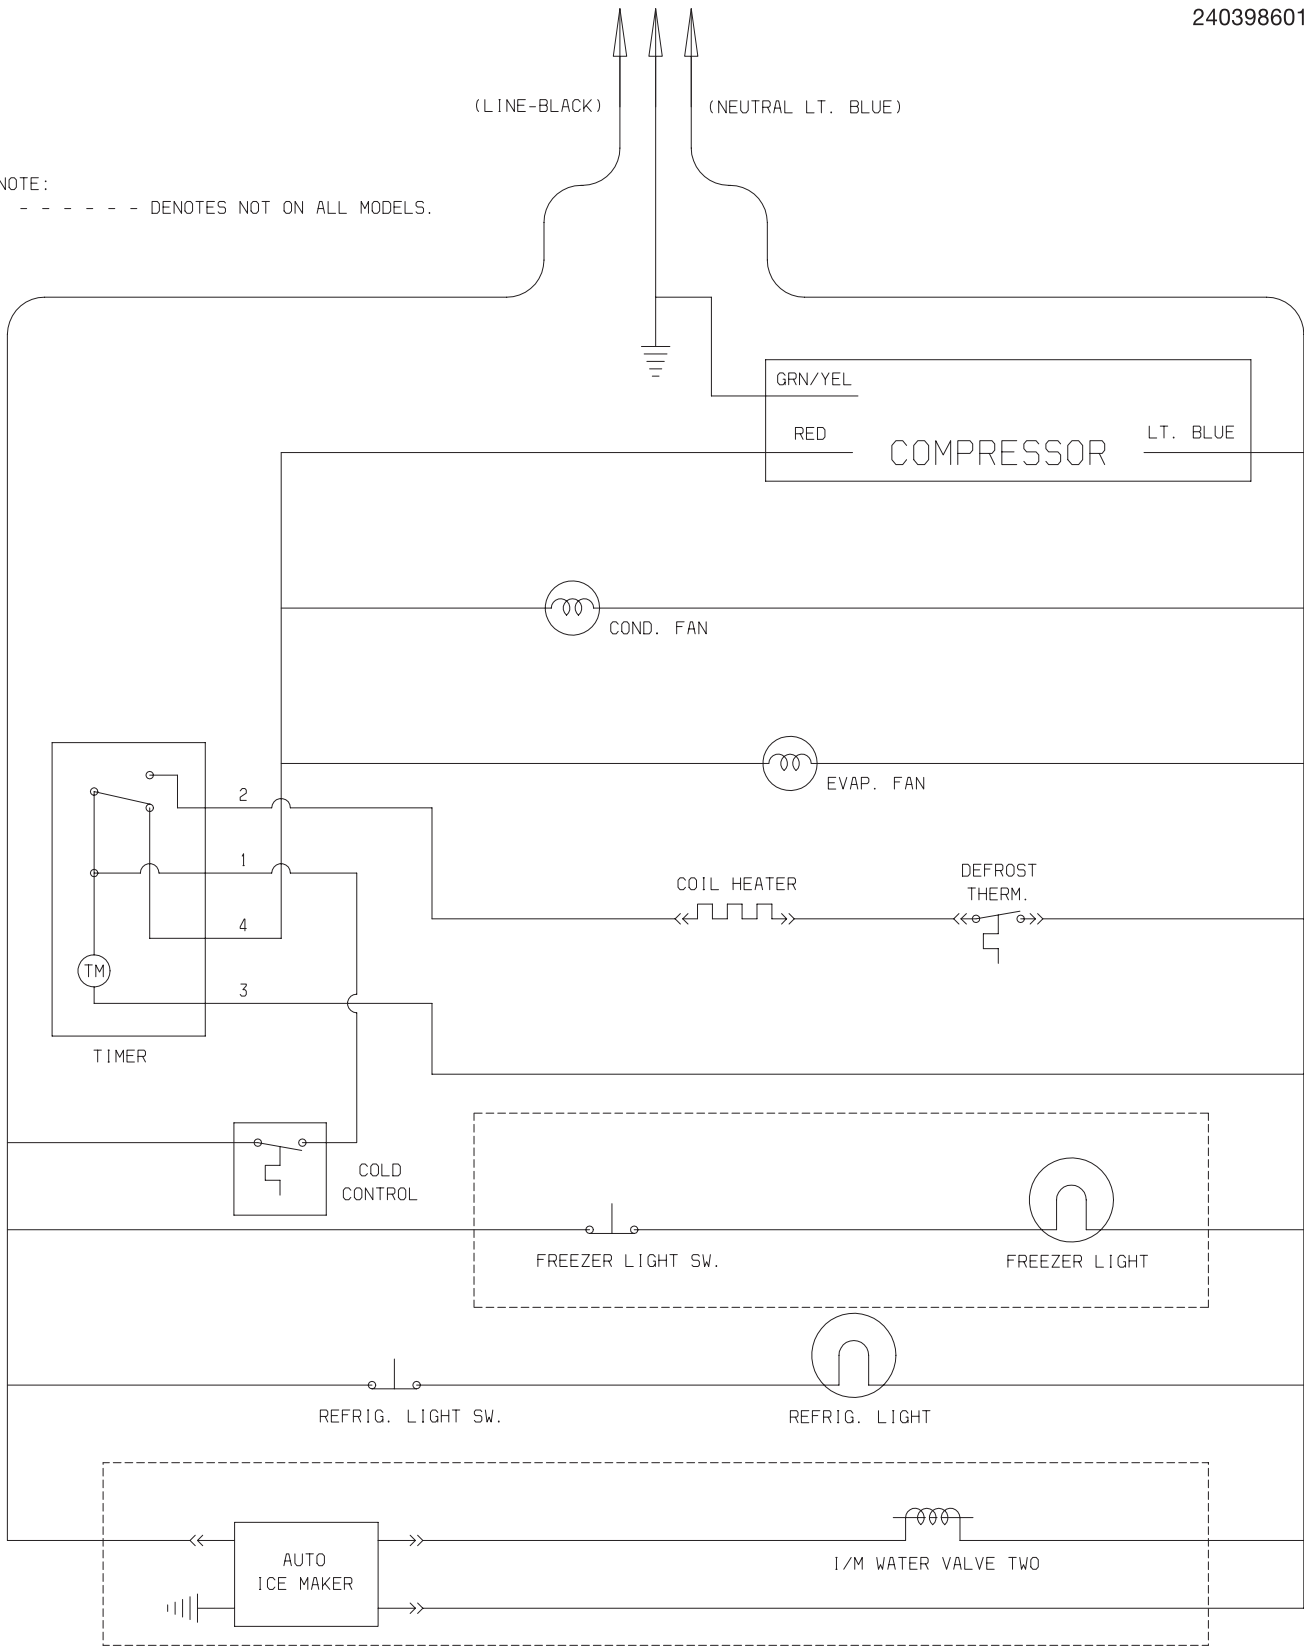 240398601
(LINE-BLACK)
(NEUTRAL LT. BLUE)
NOTE:
- - - - - - DENOTES NOT ON ALL MODELS.
GRN/YEL
RED
COMPRESSOR
LT. BLUE
COND. FAN
EVAP. FAN
2
1
4
3
TM
TIMER
COIL HEATER
DEFROST
THERM.
COLD
CONTROL
FREEZER LIGHT SW.
FREEZER LIGHT
REFRIG. LIGHT SW.
REFRIG. LIGHT
AUTO
ICE MAKER
I/M WATER VALVE TWO